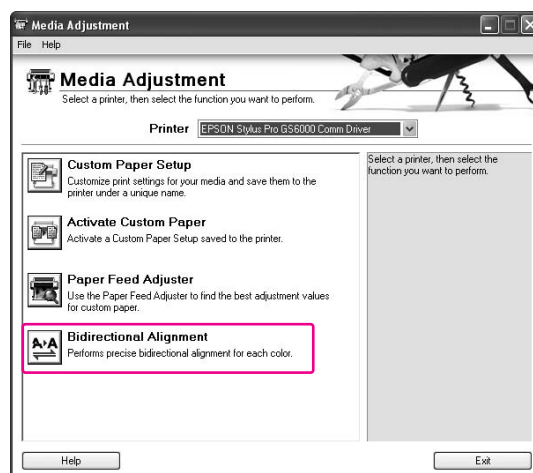 Media Adjustment
File Help
Media Adjustment
Select a printer, then select the function you want to perform.
Printer EPSON Stylus Pro GS6000 Comm Driver
Custom Paper Setup
Customize print settings for your media and save them to the
printer under a unique name.
Activate Custom Paper
Activate a Custom Paper Setup saved to the printer.
Paper Feed Adjuster
Use the Paper Feed Adjuster to find the best adjustment values
for custom paper.
A A
Bidirectional Alignment
Performs precise bidirectional alignment for each color.
Select a printer, then select the
function you want to perform.
Help
Exit